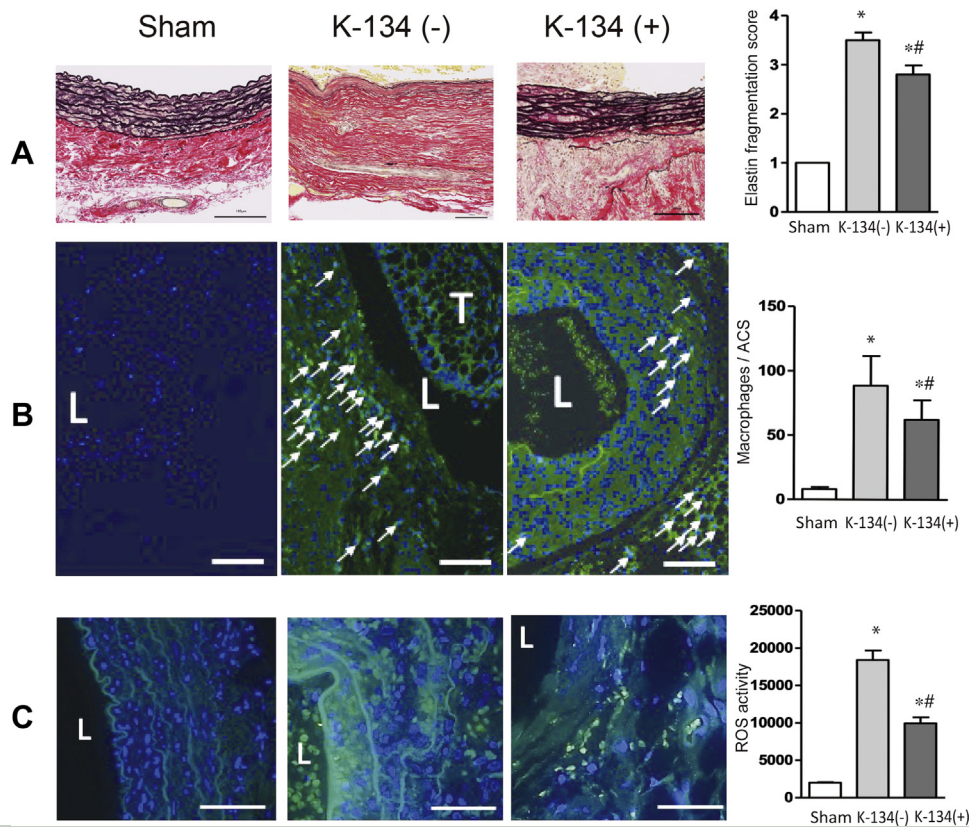 Sham K-134 (-) K-134 (+)
A
Elastin fragmentation score
4
3
2
1
0
*
*#
Sham K-134(-) K-134(+)
B
L
T
L
L
Macrophages / ACS
150
100
50
0
*
*#
Sham K-134(-) K-134(+)
C
L
L
L
ROS activity
25000
20000
15000
10000
5000
0
*
*#
Sham K-134(-) K-134(+)